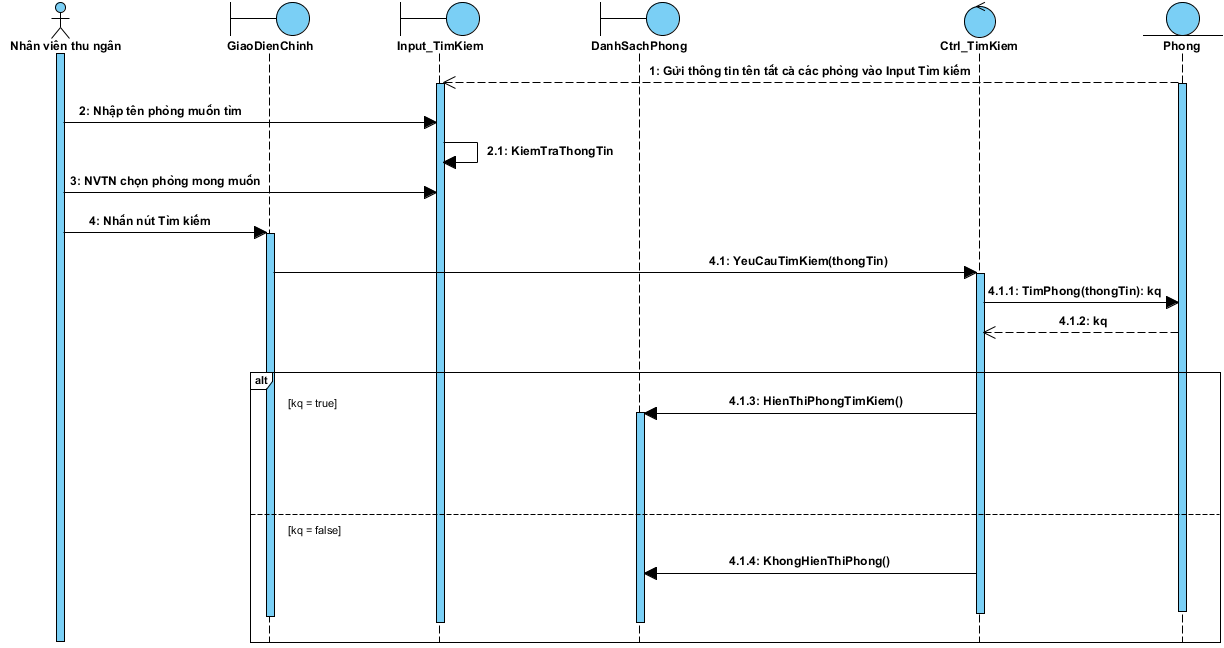 Nhân viên thu ngân
GiaoDienChinh
Input_TimKiem
DanhSachPhong
Ctrl_TimKiem
Phong
1: Gửi thông tin tên tất cả các phòng vào Input Tìm kiếm
2: Nhập tên phòng muốn tìm
2.1: KiemTraThongTin
3: NVTN chọn phòng mong muốn
4: Nhấn nút Tìm kiếm
4.1: YeuCauTimKiem(thongTin)
4.1.1: TimPhong(thongTin): kq
4.1.2: kq
alt
[kq = true]
4.1.3: HienThiPhongTimKiem()
[kq = false]
4.1.4: KhongHienThiPhong()